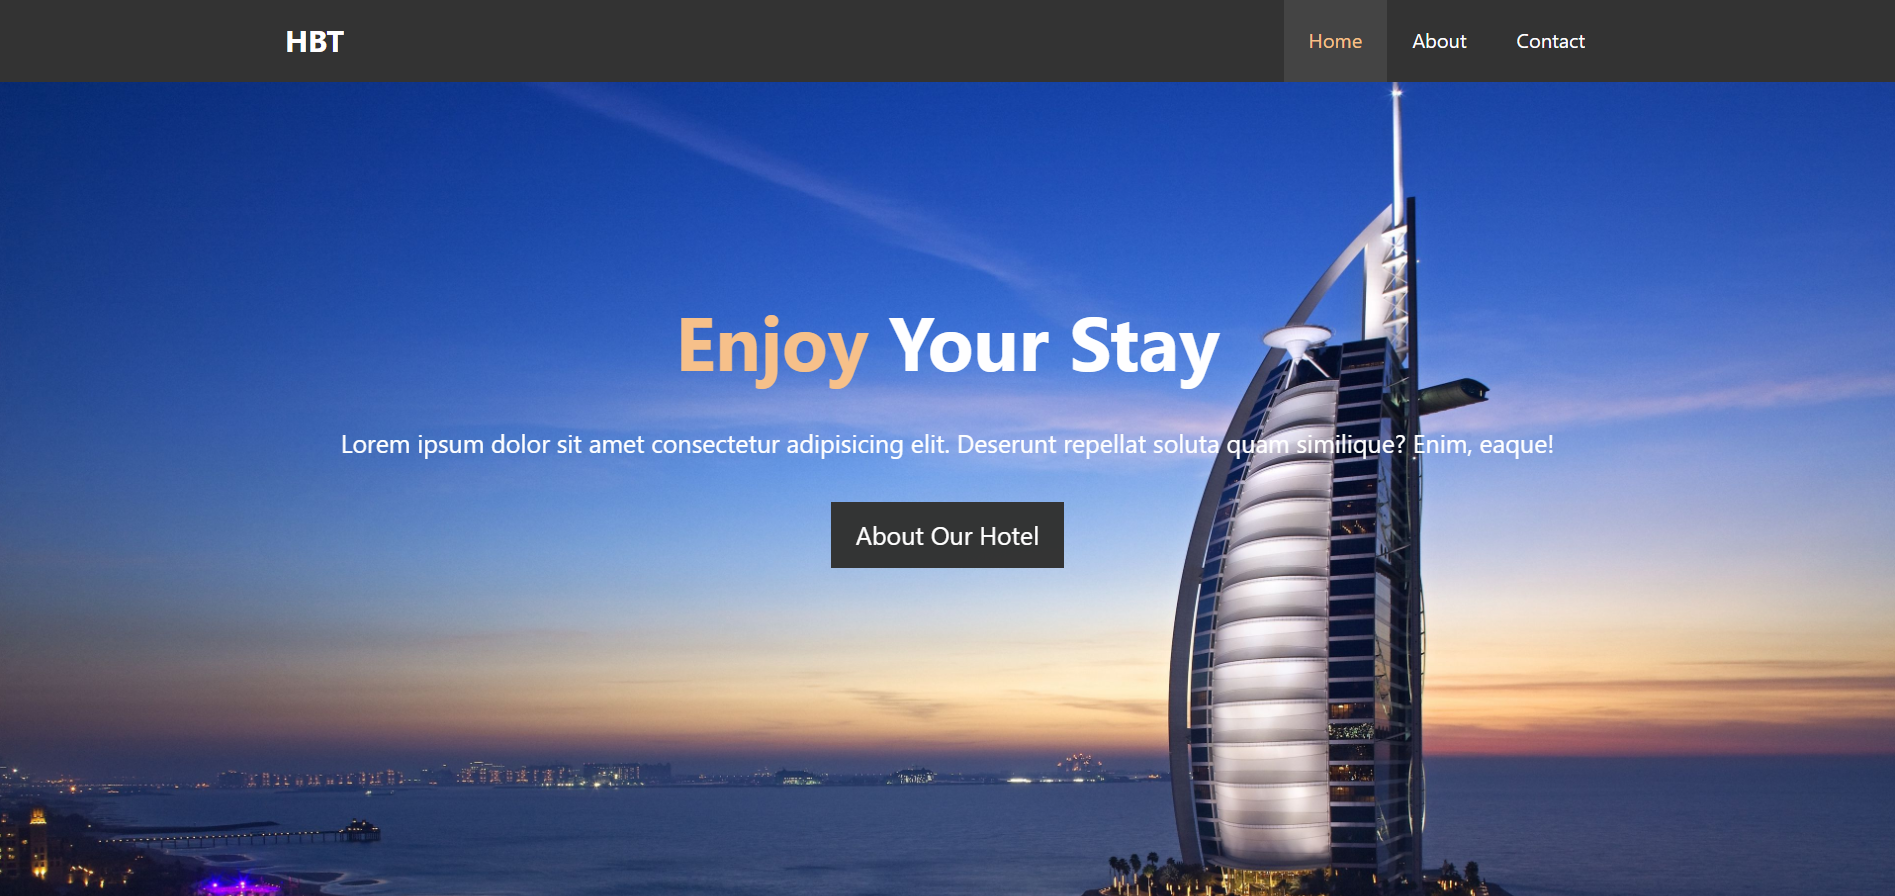 HBT
Home About Contact
Enjoy Your Stay
Lorem ipsum dolor sit amet consectetur adipisicing elit. Deserunt repellat soluta quam similique? Enim, eaque!
About Our Hotel